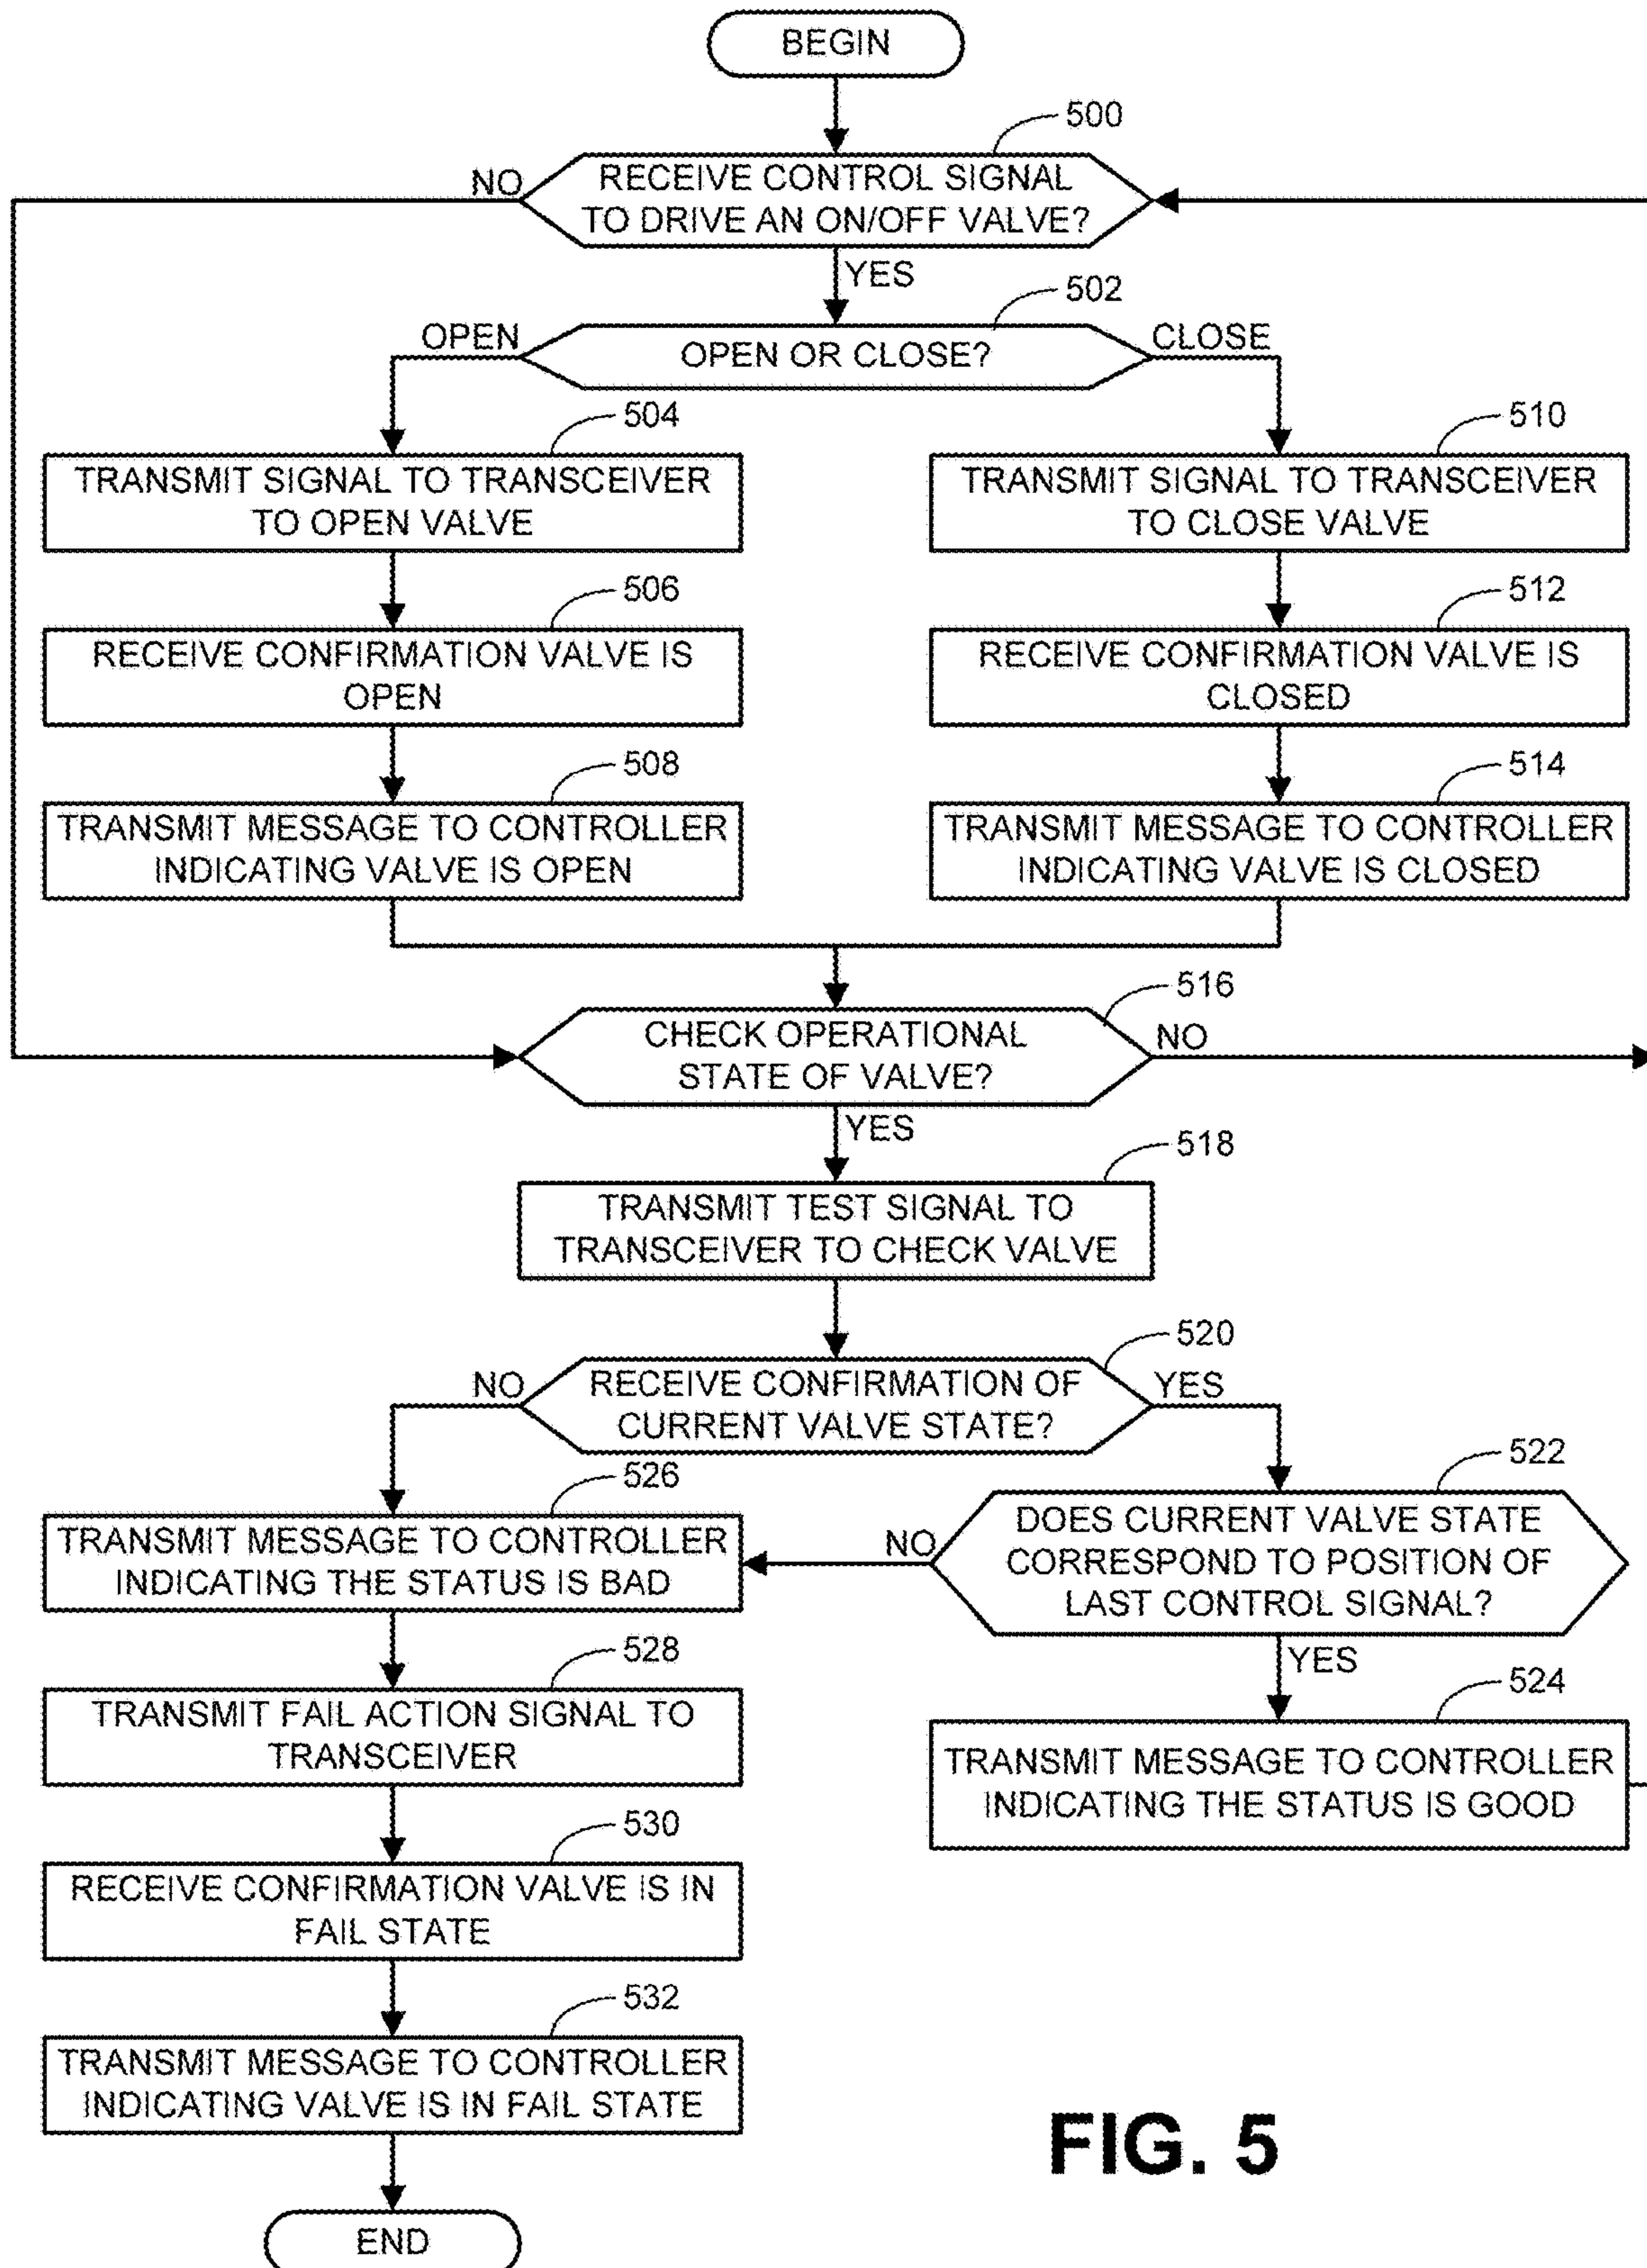 BEGIN
500
RECEIVE CONTROL SIGNAL
TO DRIVE AN ON/OFF VALVE?
NO
YES
502
OPEN OR CLOSE?
OPEN
CLOSE
504
TRANSMIT SIGNAL TO TRANSCEIVER
TO OPEN VALVE
510
TRANSMIT SIGNAL TO TRANSCEIVER
TO CLOSE VALVE
506
RECEIVE CONFIRMATION VALVE IS
OPEN
512
RECEIVE CONFIRMATION VALVE IS
CLOSED
508
TRANSMIT MESSAGE TO CONTROLLER
INDICATING VALVE IS OPEN
514
TRANSMIT MESSAGE TO CONTROLLER
INDICATING VALVE IS CLOSED
516
CHECK OPERATIONAL
STATE OF VALVE?
NO
YES
518
TRANSMIT TEST SIGNAL TO
TRANSCEIVER TO CHECK VALVE
520
RECEIVE CONFIRMATION OF
CURRENT VALVE STATE?
NO
YES
522
DOES CURRENT VALVE STATE
CORRESPOND TO POSITION OF
LAST CONTROL SIGNAL?
NO
YES
526
TRANSMIT MESSAGE TO CONTROLLER
INDICATING THE STATUS IS BAD
524
TRANSMIT MESSAGE TO CONTROLLER
INDICATING THE STATUS IS GOOD
528
TRANSMIT FAIL ACTION SIGNAL TO
TRANSCEIVER
530
RECEIVE CONFIRMATION VALVE IS IN
FAIL STATE
532
TRANSMIT MESSAGE TO CONTROLLER
INDICATING VALVE IS IN FAIL STATE
END
FIG. 5